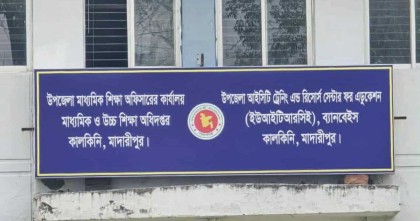 উপজেলা মাধ্যমিক শিক্ষা অফিসারের কার্যালয়
মাধ্যমিক ও উচ্চ শিক্ষা অধিদপ্তর
কালকিনি, মাদারীপুর।
উপজেলা আইসিটি ট্রেনিং এন্ড রিসোর্স সেন্টার ফর এডুকেশন
(ইউআইটিআরসিই), ব্যানবেইস
কালকিনি, মাদারীপুর।